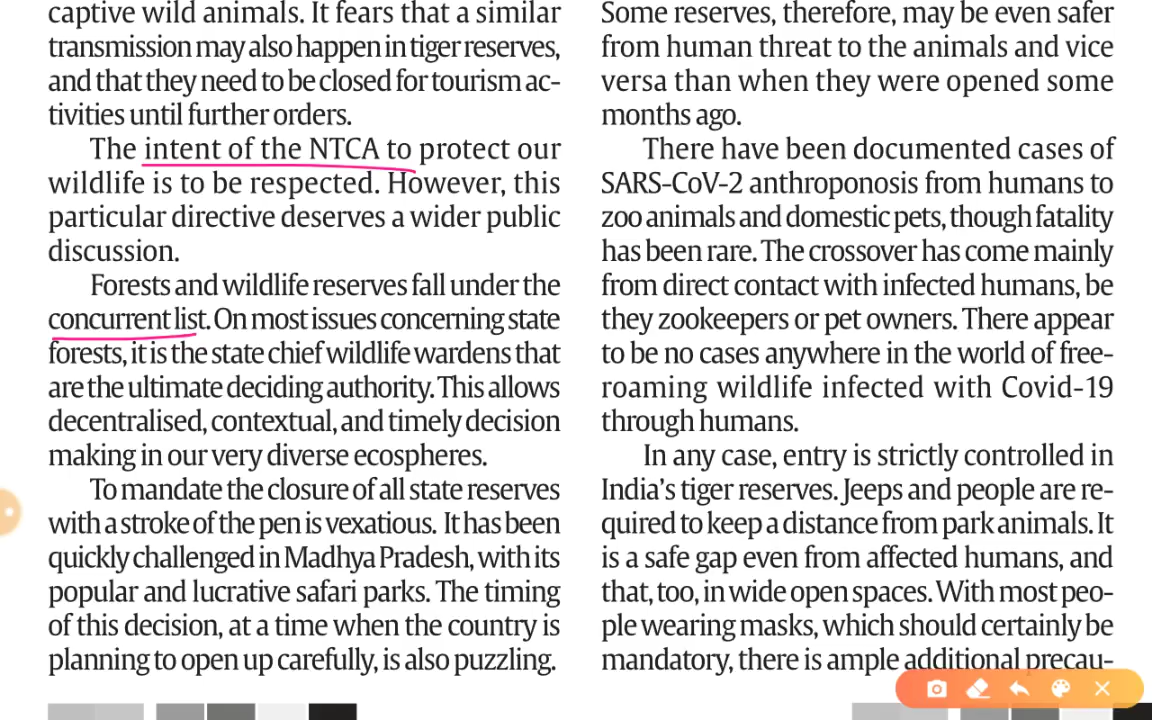 captive wild animals. It fears that a similar
transmission may also happen in tiger reserves,
and that they need to be closed for tourism ac-
tivities until further orders.
The intent of the NTCA to protect our
wildlife is to be respected. However, this
particular directive deserves a wider public
discussion.
Forests and wildlife reserves fall under the
concurrent list. On most issues concerning state
forests, it is the state chief wildlife wardens that
are the ultimate deciding authority. This allows
decentralised, contextual, and timely decision
making in our very diverse ecospheres.
To mandate the closure of all state reserves
with a stroke of the pen is vexatious. It has been
quickly challenged in Madhya Pradesh, with its
popular and lucrative safari parks. The timing
of this decision, at a time when the country is
planning to open up carefully, is also puzzling.
Some reserves, therefore, may be even safer
from human threat to the animals and vice
versa than when they were opened some
months ago.
There have been documented cases of
SARS-CoV-2 anthroponosis from humans to
zoo animals and domestic pets, though fatality
has been rare. The crossover has come mainly
from direct contact with infected humans, be
they zookeepers or pet owners. There appear
to be no cases anywhere in the world of free-
roaming wildlife infected with Covid-19
through humans.
In any case, entry is strictly controlled in
India's tiger reserves. Jeeps and people are re-
quired to keep a distance from park animals. It
is a safe gap even from affected humans, and
that, too, in wide open spaces. With most peo-
ple wearing masks, which should certainly be
mandatory, there is ample additional precau-